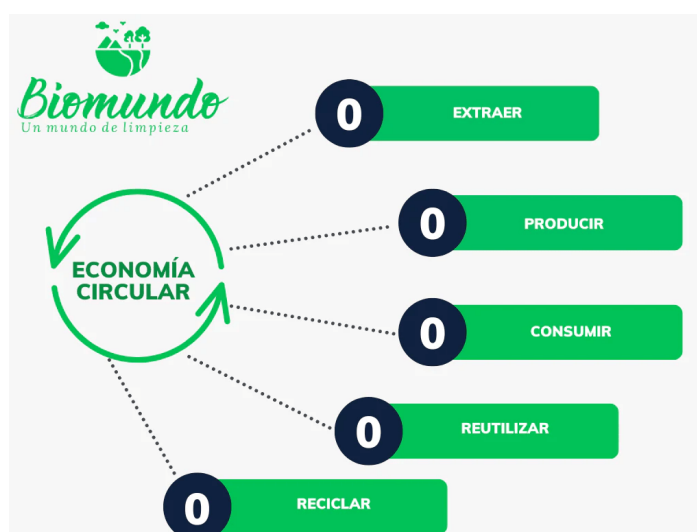 Biomundo
Un mundo de limpieza
0 EXTRAER
0 PRODUCIR
ECONOMÍA
CIRCULAR
0 CONSUMIR
0 REUTILIZAR
0 RECICLAR